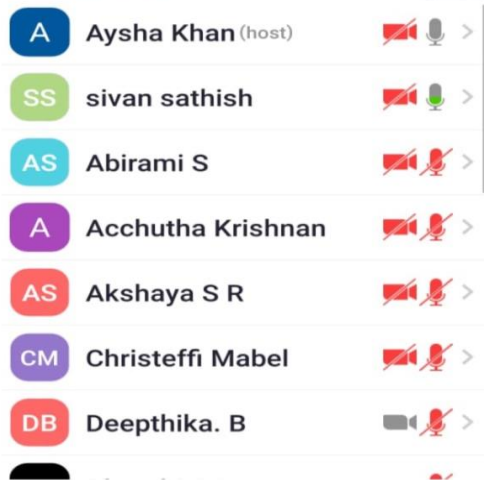 A Aysha Khan (host)
SS sivan sathish
AS Abirami S
A Acchutha Krishnan
AS Akshaya S R
CM Christeffi Mabel
DB Deepthika. B